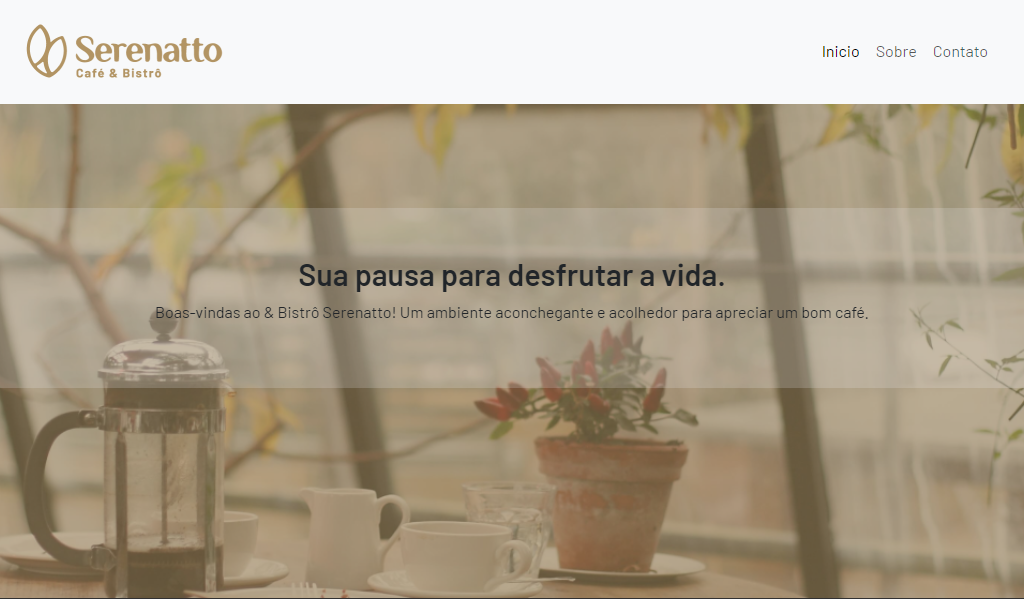 Serenatto
Café & Bistrô
Inicio Sobre Contato
Sua pausa para desfrutar a vida.
Boas-vindas ao & Bistrô Serenatto! Um ambiente aconchegante e acolhedor para apreciar um bom café.